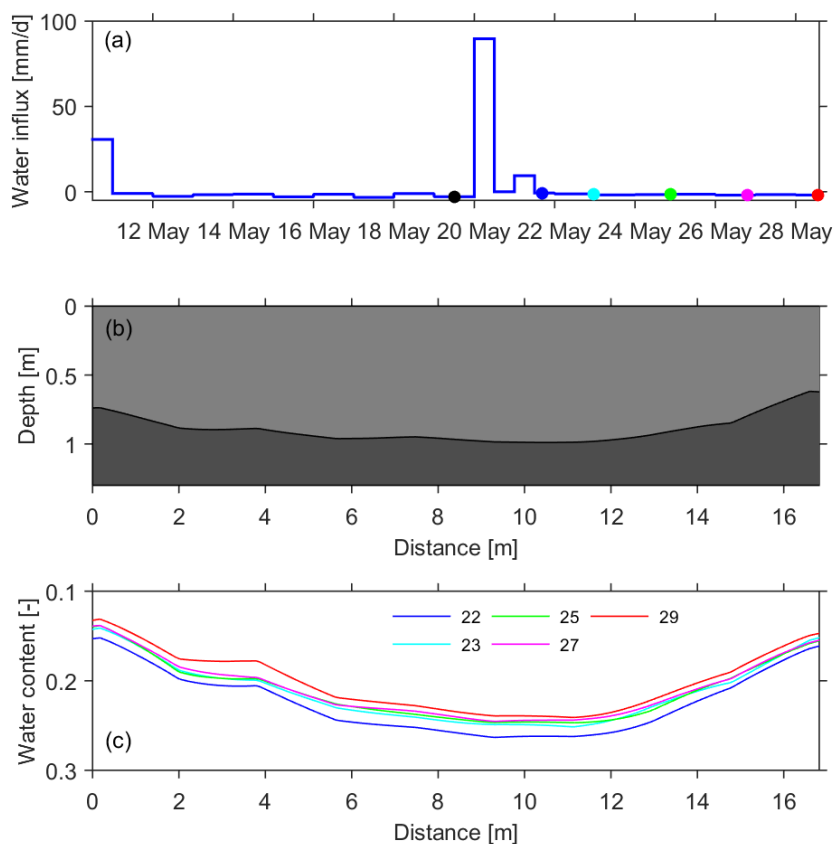 (a)
Water influx [mm/d]
100
50
0
12 May 14 May 16 May 18 May 20 May 22 May 24 May 26 May 28 May
(b)
Depth [m]
0
0.5
1
0 2 4 6 8 10 12 14 16
Distance [m]
(c)
Water content [-]
0.1
0.2
0.3
22 25 29
23 27
0 2 4 6 8 10 12 14 16
Distance [m]